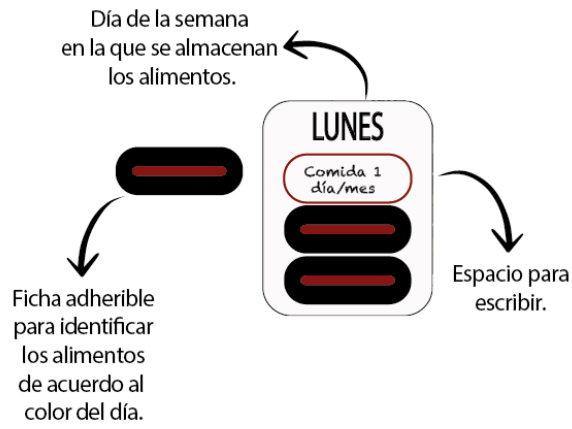 Día de la semana
en la que se almacenan
los alimentos.
LUNES
Comida 1
día/mes
Espacio para
escribir.
Ficha adherible
para identificar
los alimentos
de acuerdo al
color del día.